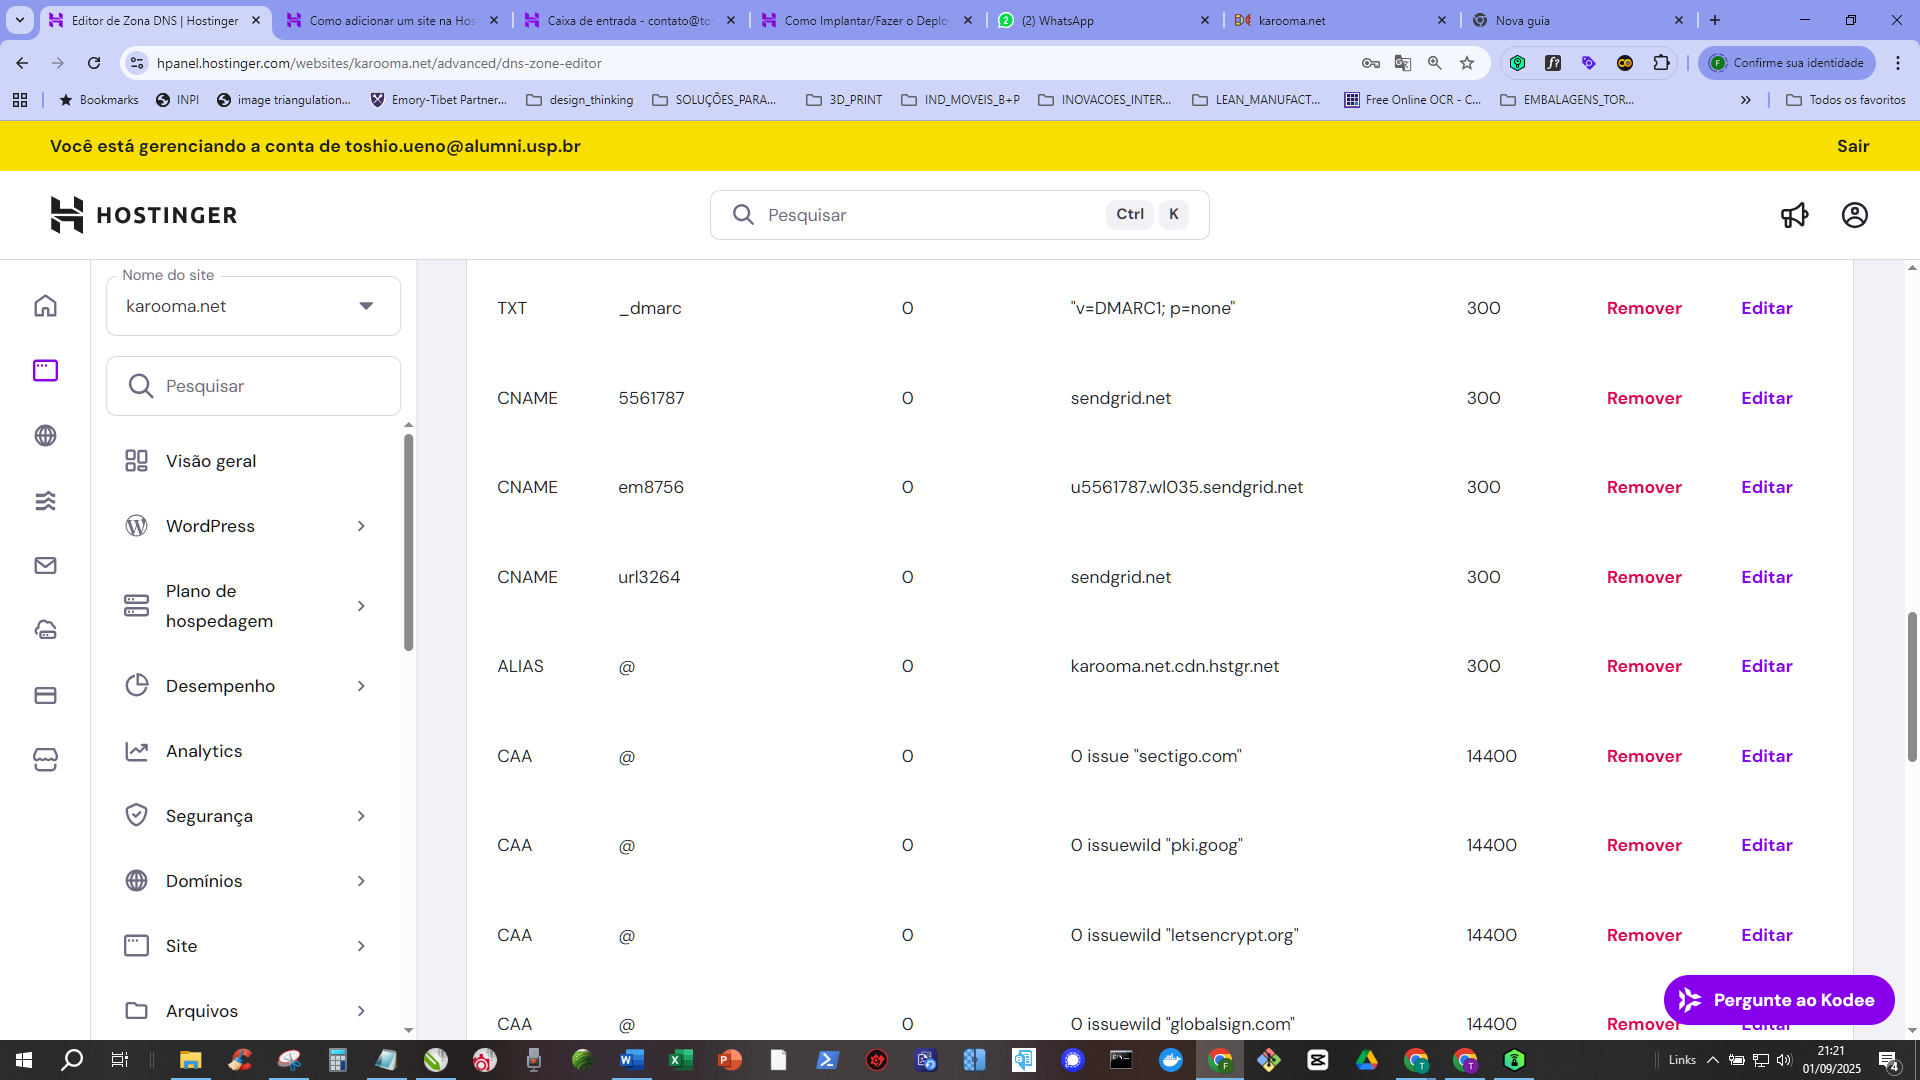 Editor de Zona DNS | Hostinger
Como adicionar um site na Hos
Caixa de entrada - contato@tos
Como Implantar/Fazer o Deplo
(2) WhatsApp
karooma.net
Nova guia
hpanel.hostinger.com/websites/karooma.net/advanced/dns-zone-editor
Confirme sua identidade
Bookmarks
INPI
image triangulation...
Emory-Tibet Partner...
design_thinking
SOLUÇÕES_PARA...
3D_PRINT
IND_MOVEIS_B+P
INOVACOES_INTER...
LEAN_MANUFACT...
Free Online OCR - C...
EMBALAGENS_TOR...
Todos os favoritos
Você está gerenciando a conta de toshio.ueno@alumni.usp.br
Sair
HOSTINGER
Pesquisar
Ctrl K
Nome do site
karooma.net
Pesquisar
Visão geral
WordPress
Plano de
hospedagem
Desempenho
Analytics
Segurança
Domínios
Site
Arquivos
TXT _dmarc 0 "v=DMARC1; p=none" 300 Remover Editar
CNAME 5561787 0 sendgrid.net 300 Remover Editar
CNAME em8756 0 u5561787.wl035.sendgrid.net 300 Remover Editar
CNAME url3264 0 sendgrid.net 300 Remover Editar
ALIAS @ 0 karooma.net.cdn.hstgr.net 300 Remover Editar
CAA @ 0 0 issue "sectigo.com" 14400 Remover Editar
CAA @ 0 0 issuewild "pki.goog" 14400 Remover Editar
CAA @ 0 0 issuewild "letsencrypt.org" 14400 Remover Editar
CAA @ 0 0 issuewild "globalsign.com" 14400 Remover Editar
Pergunte ao Kodee
Links
21:21
01/09/2025
4